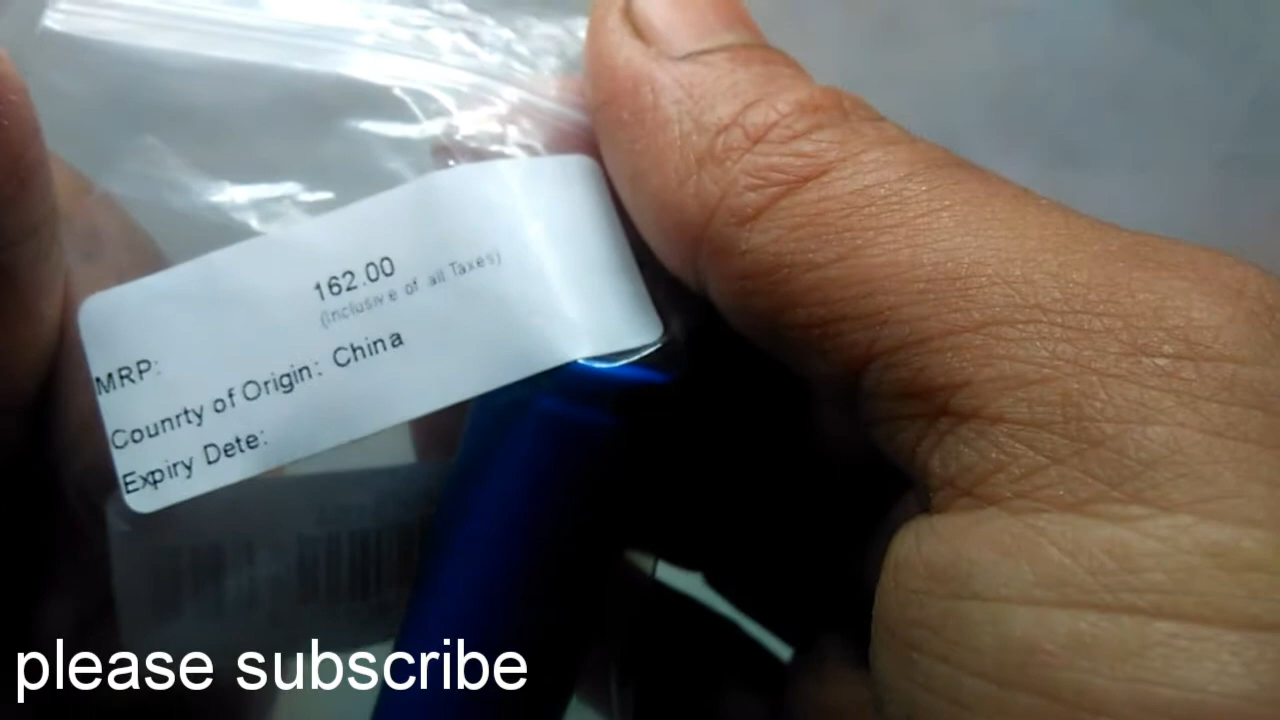 162.00
(Inclusive of all Taxes)
MRP:
Counrty of Origin: China
Expiry Dete:
please subscribe